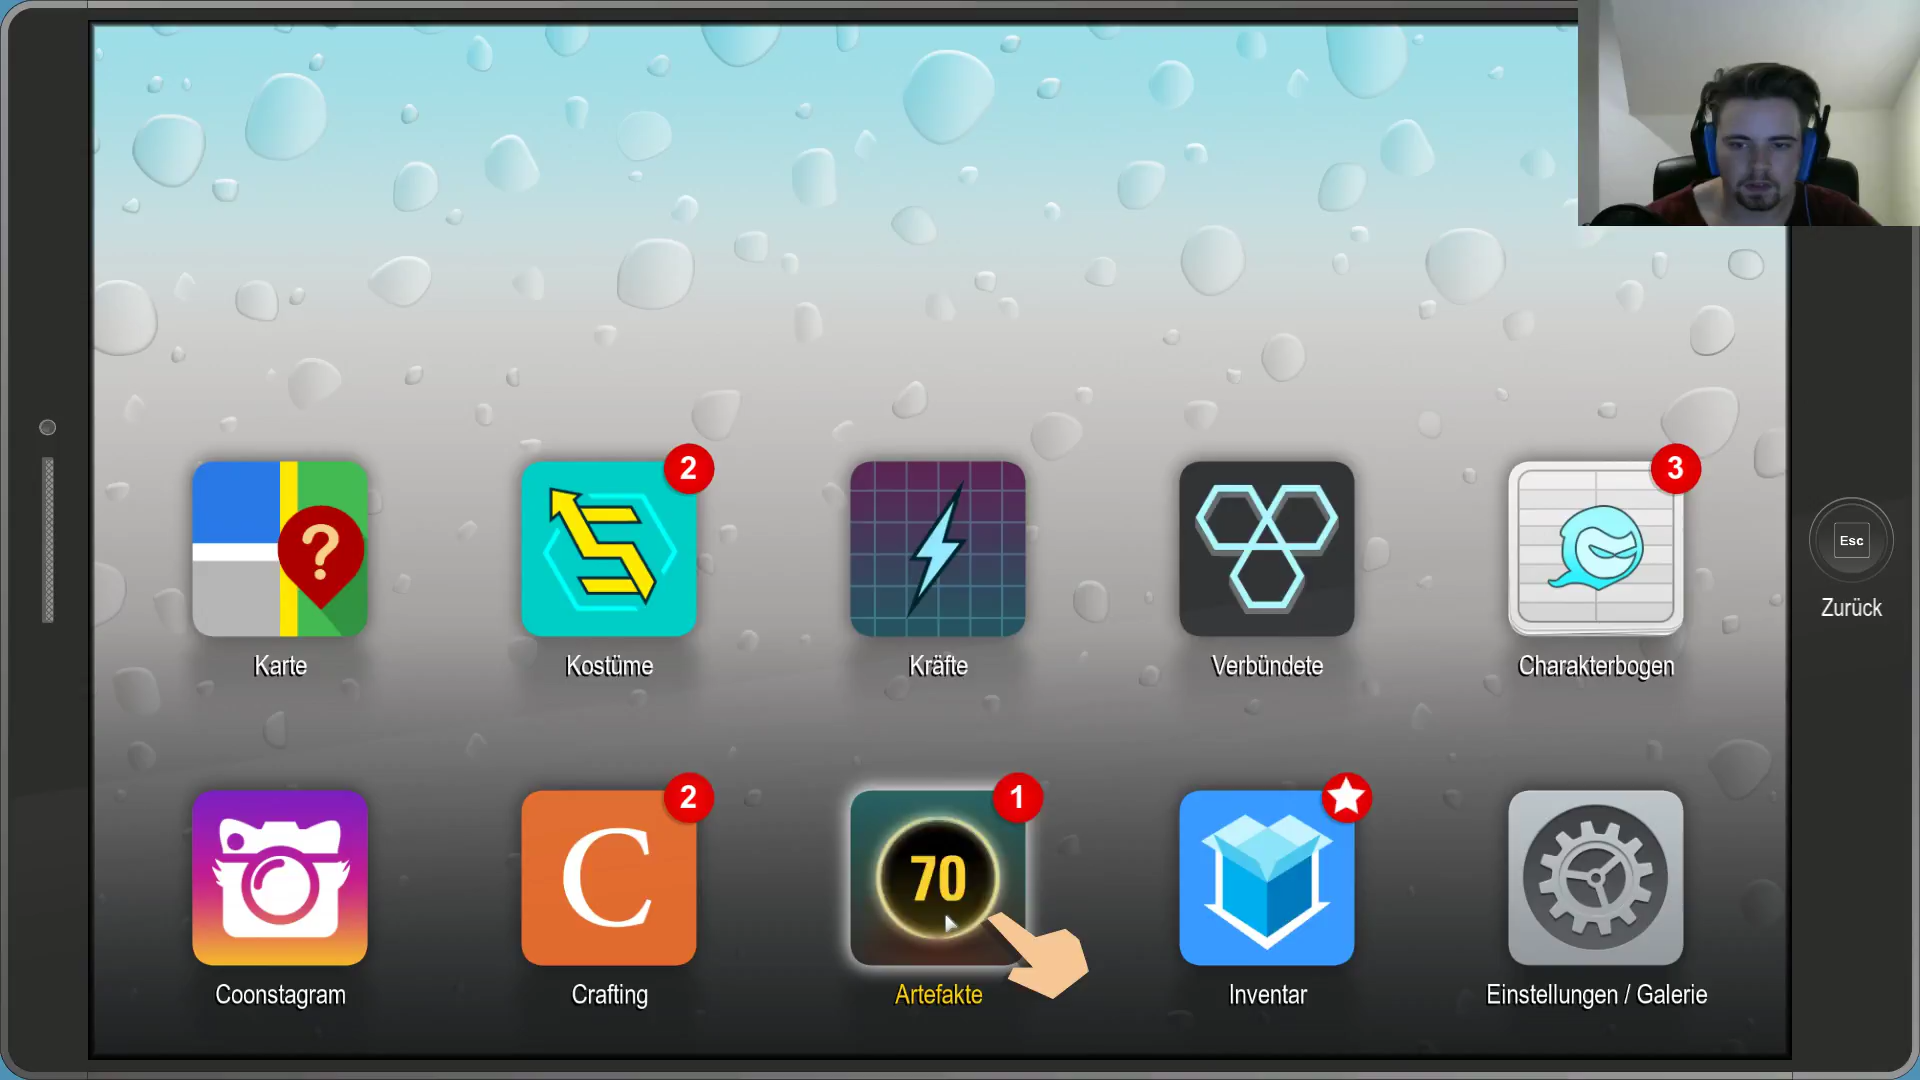 2
3
?
Esc
Zurück
Karte
Kostüme
Kräfte
Verbündete
Charakterbogen
2
1
C
70
Coonstagram
Crafting
Artefakte
Inventar
Einstellungen / Galerie